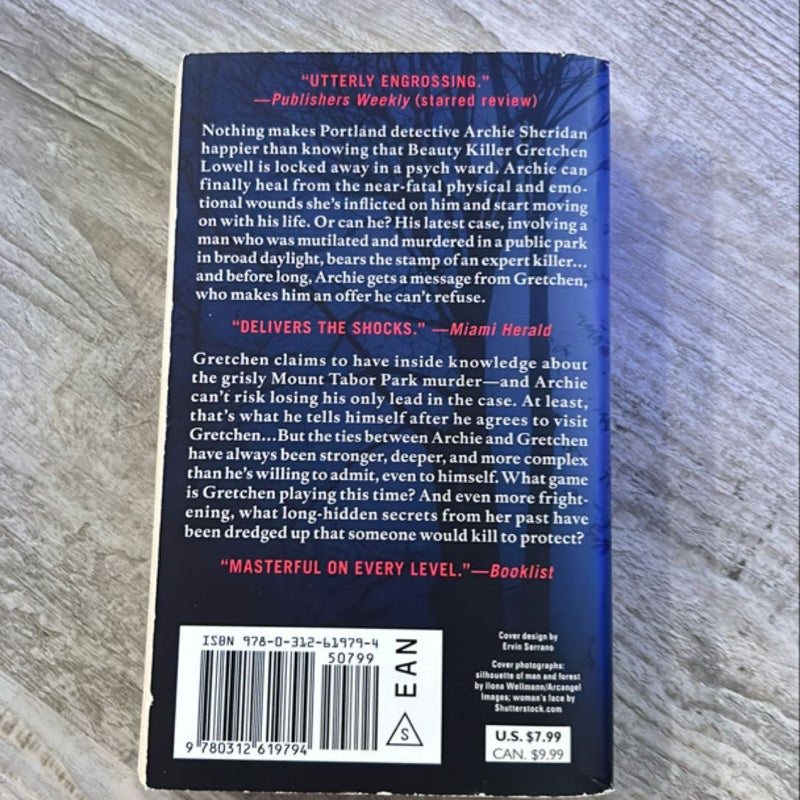 “UTTERLY ENGROSSING.”
—Publishers Weekly (starred review)
Nothing makes Portland detective Archie Sheridan
happier than knowing that Beauty Killer Gretchen
Lowell is locked away in a psych ward. Archie can
finally heal from the near-fatal physical and emo-
tional wounds she’s inflicted on him and start moving
on with his life. Or can he? His latest case, involving a
man who was mutilated and murdered in a public park
in broad daylight, bears the stamp of an expert killer...
and before long, Archie gets a message from Gretchen,
who makes him an offer he can’t refuse.
“DELIVERS THE SHOCKS.” —Miami Herald
Gretchen claims to have inside knowledge about
the grisly Mount Tabor Park murder—and Archie
can’t risk losing his only lead in the case. At least,
that’s what he tells himself after he agrees to visit
Gretchen...But the ties between Archie and Gretchen
have always been stronger, deeper, and more complex
than he’s willing to admit, even to himself. What game
is Gretchen playing this time? And even more fright-
ening, what long-hidden secrets from her past have
been dredged up that someone would kill to protect?
“MASTERFUL ON EVERY LEVEL.”—Booklist
ISBN 978-0-312-61979-4
50799
9 780312 619794
EAN
S
Cover design by
Ervin Serrano
Cover photographs:
silhouette of man and forest
by Ilona Wellmann/Arcangel
Images; woman’s face by
Shutterstock.com
U.S. $7.99
CAN. $9.99